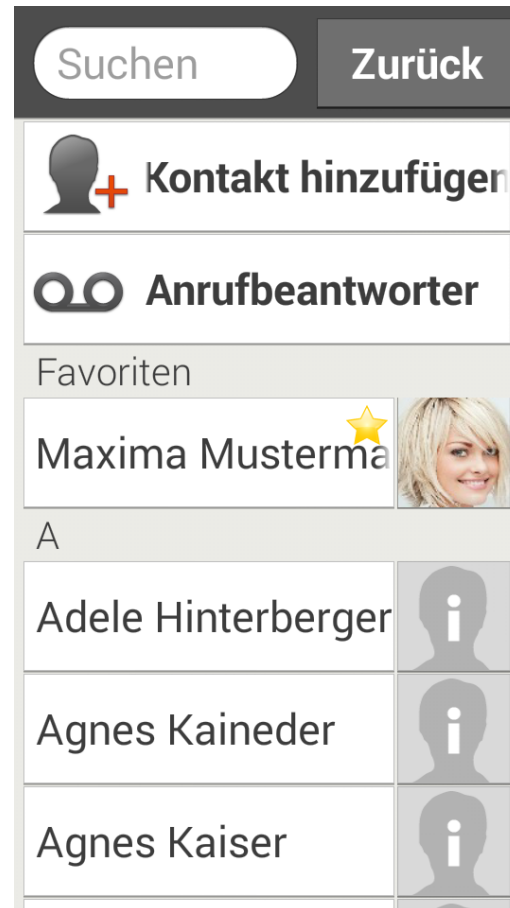 Suchen
Zurück
Kontakt hinzufügen
Anrufbeantworter
Favoriten
Maxima Musterma
A
Adele Hinterberger
i
Agnes Kaineder
i
Agnes Kaiser
i